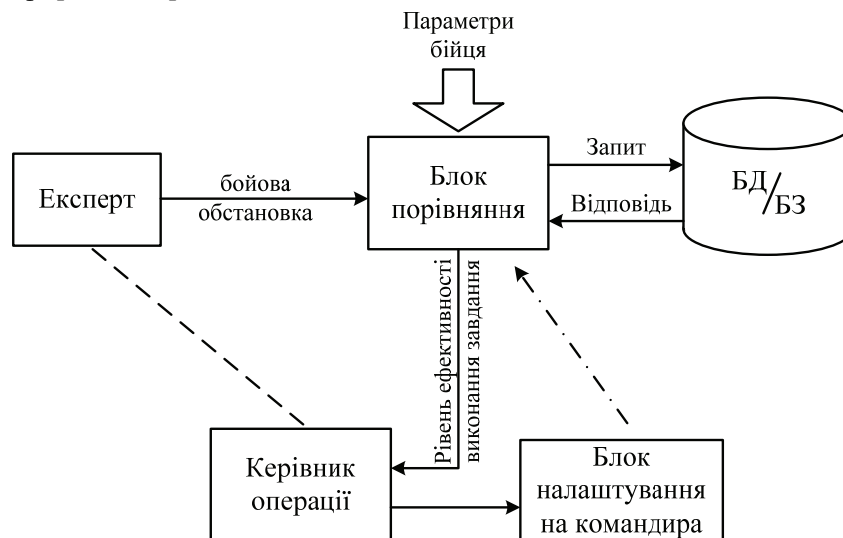 Параметри
бійця
Експерт
бойова
обстановка
Блок
порівняння
Запит
Відповідь
БД/БЗ
Рівень ефективності
виконання завдання
Керівник
операції
Блок
налаштування
на командира